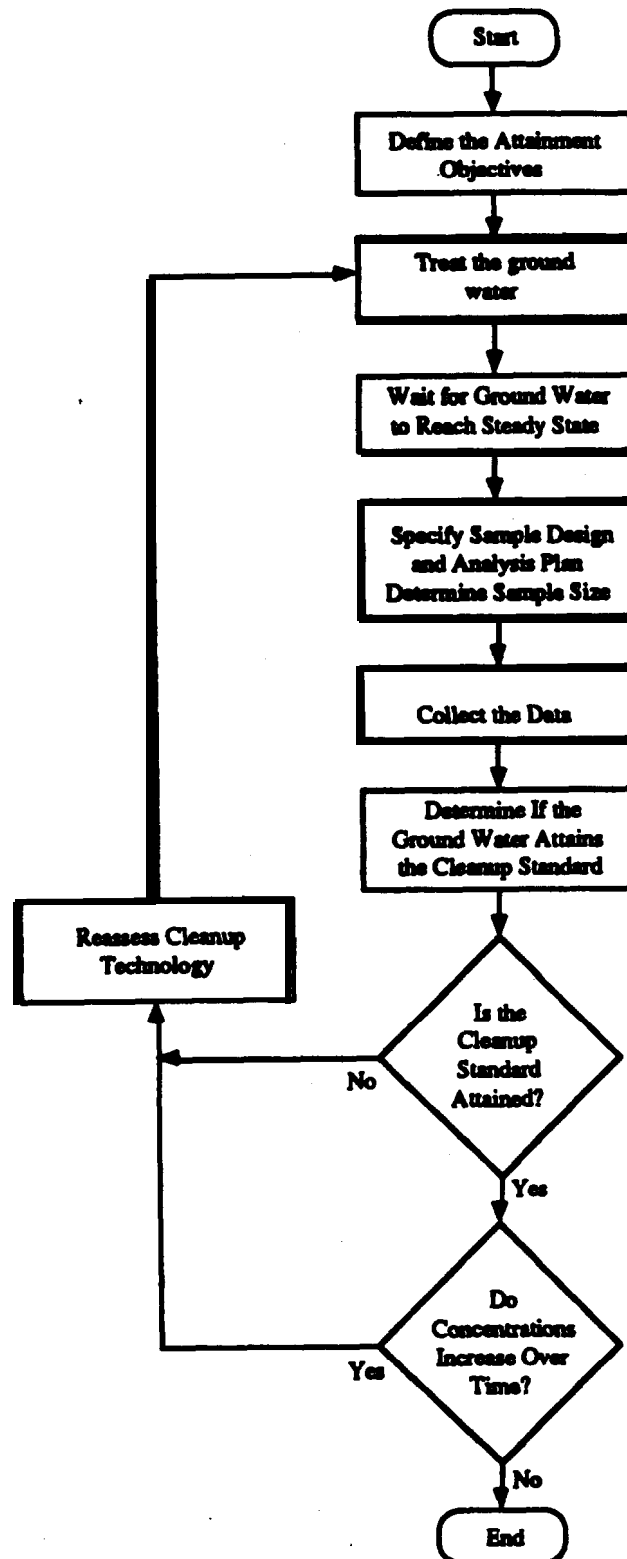 Start
Define the Attainment
Objectives
Treat the ground
water
Wait for Ground Water
to Reach Steady State
Specify Sample Design
and Analysis Plan
Determine Sample Size
Collect the Data
Determine If the
Ground Water Attains
the Cleanup Standard
Reassess Cleanup
Technology
Is the
Cleanup
Standard
Attained?
No
Yes
Do
Concentrations
Increase Over
Time?
Yes
No
End